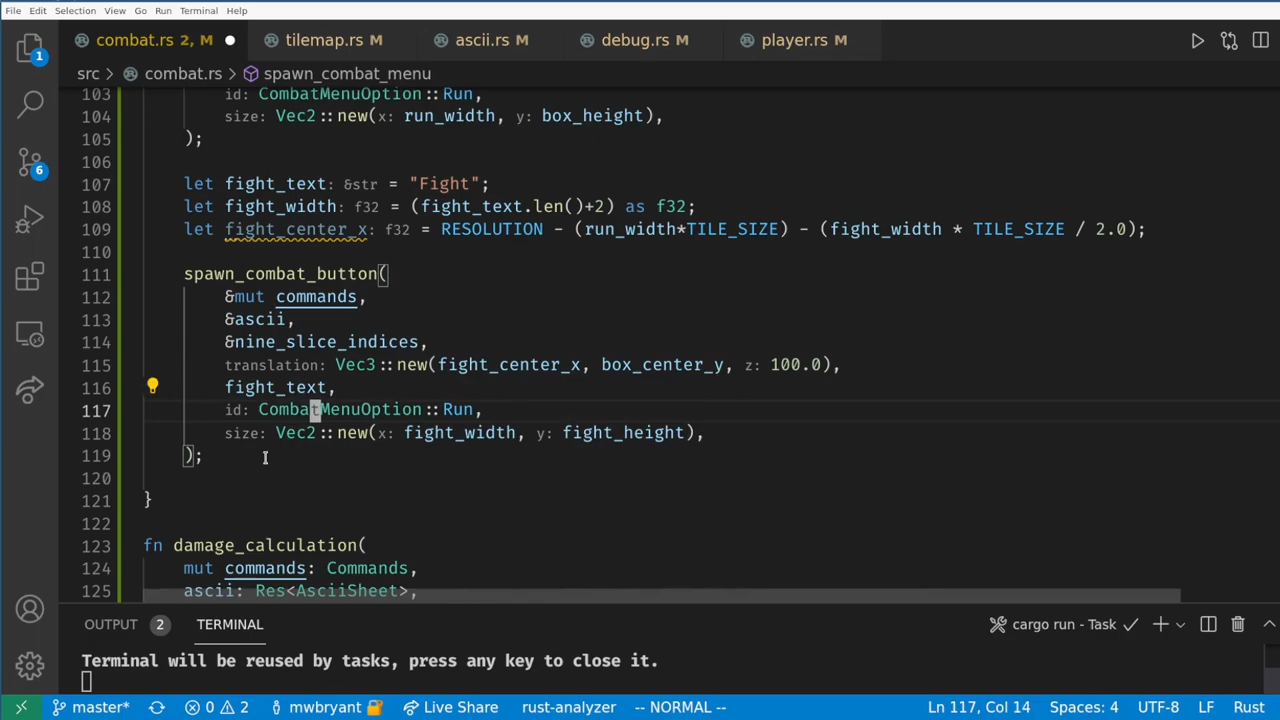 File Edit Selection View Go Run Terminal Help
combat.rs 2, M tilemap.rs M ascii.rs M debug.rs M player.rs M
1
src > combat.rs > spawn_combat_menu
103 id: CombatMenuOption::Run,
104 size: Vec2::new(x: run_width, y: box_height),
105 );
106
107 let fight_text: &str = "Fight";
108 let fight_width: f32 = (fight_text.len()+2) as f32;
109 let fight_center_x: f32 = RESOLUTION - (run_width*TILE_SIZE) - (fight_width * TILE_SIZE / 2.0);
6
110
111 spawn_combat_button(
112 &mut commands,
113 &ascii,
114 &nine_slice_indices,
115 translation: Vec3::new(fight_center_x, box_center_y, z: 100.0),
116 fight_text,
117 id: CombatMenuOption::Run,
118 size: Vec2::new(x: fight_width, y: fight_height),
119 );
120
121 }
122
123 fn damage_calculation(
124 mut commands: Commands,
125 ascii: Res<AsciiSheet>,
OUTPUT 2 TERMINAL cargo run - Task
Terminal will be reused by tasks, press any key to close it.
master* 0 2 mwbryant Live Share rust-analyzer -- NORMAL -- Ln 117, Col 14 Spaces: 4 UTF-8 LF Rust